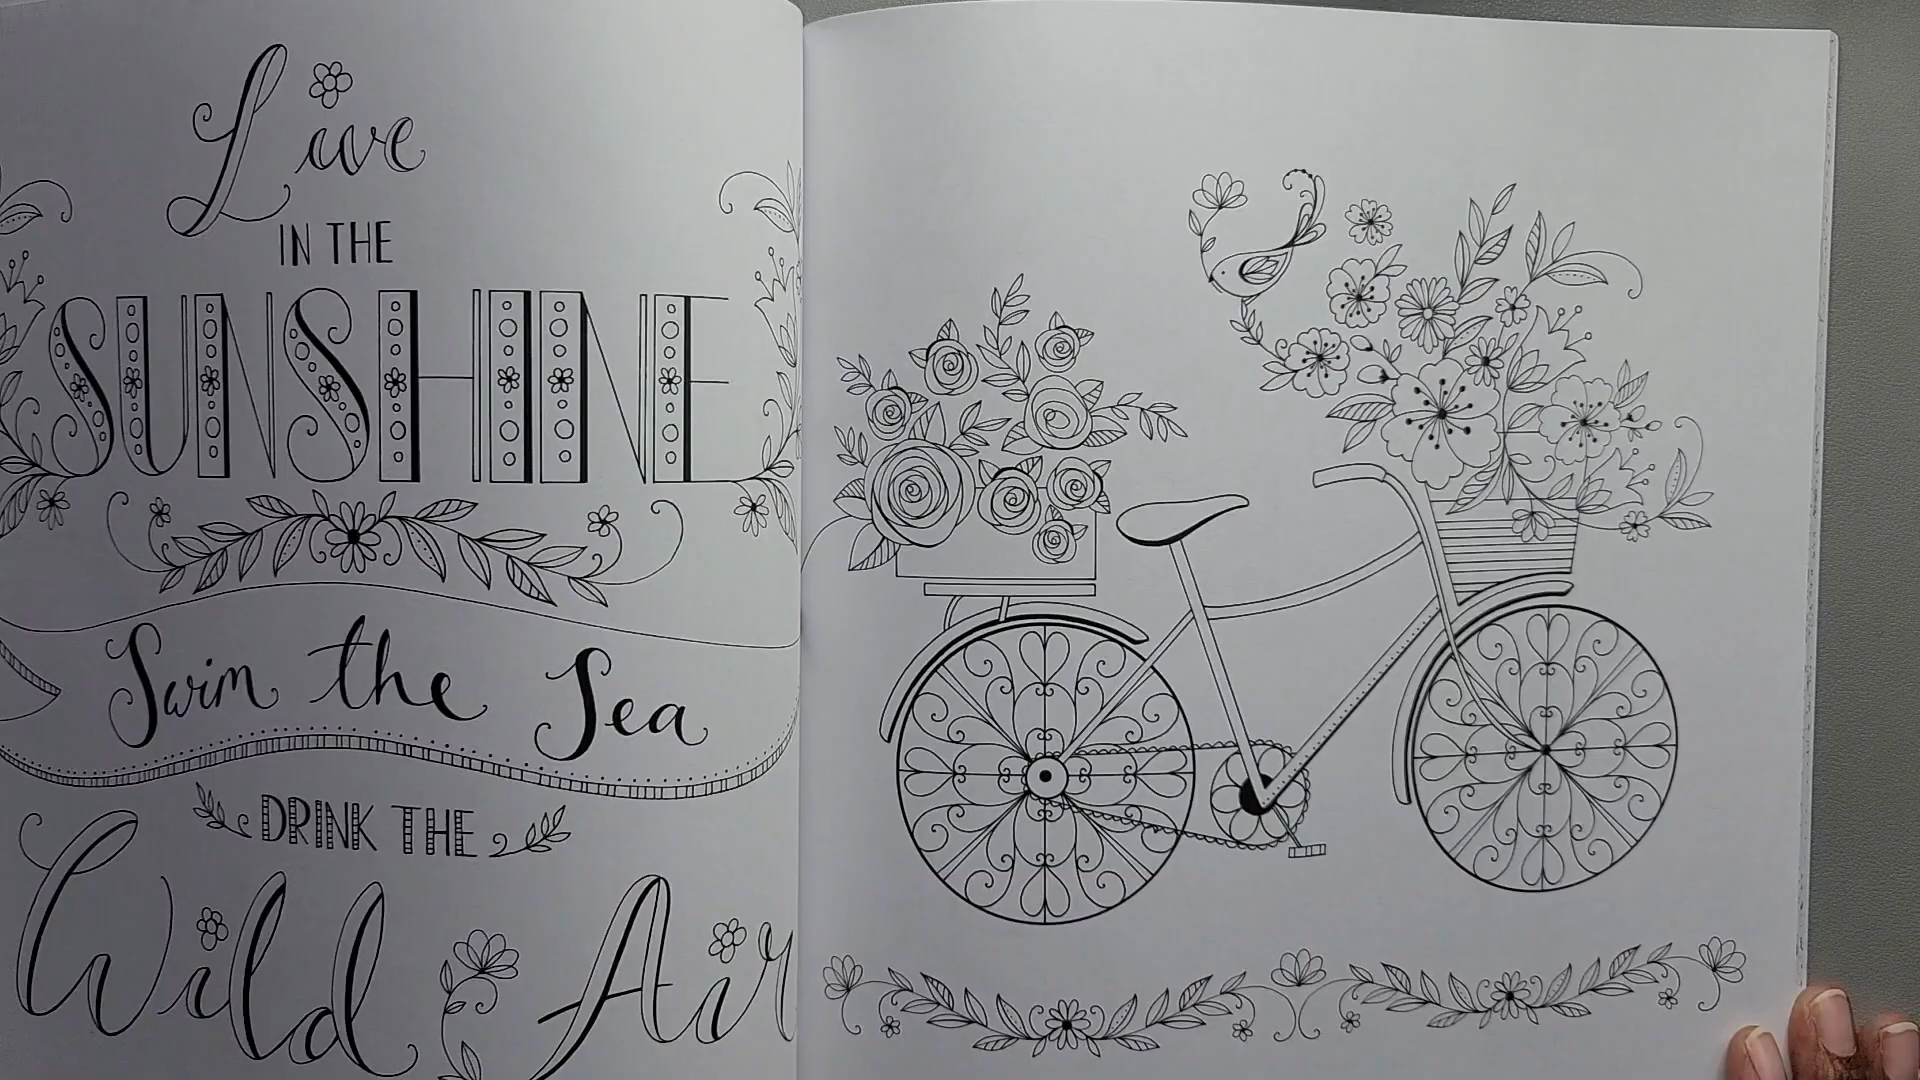 Live
IN THE
SUNSHINE
Swim the Sea
DRINK THE
Wild Air